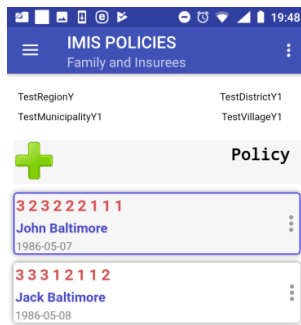 19:48
IMIS POLICIES
Family and Insurees
TestRegionY TestDistrictY1
TestMunicipalityY1 TestVillageY1
Policy
323222111
John Baltimore
1986-05-07
33312112
Jack Baltimore
1986-05-08